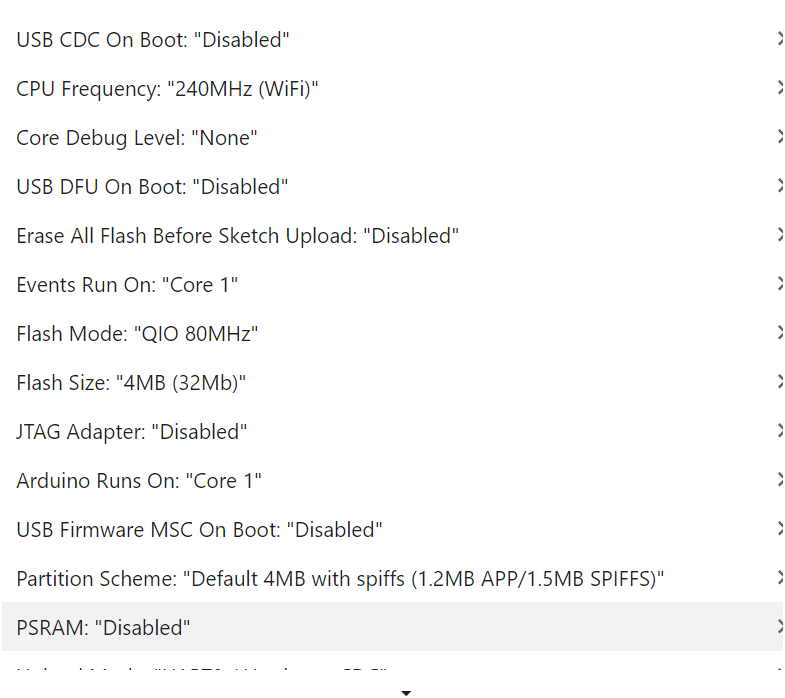 USB CDC On Boot: "Disabled"
CPU Frequency: "240MHz (WiFi)"
Core Debug Level: "None"
USB DFU On Boot: "Disabled"
Erase All Flash Before Sketch Upload: "Disabled"
Events Run On: "Core 1"
Flash Mode: "QIO 80MHz"
Flash Size: "4MB (32Mb)"
JTAG Adapter: "Disabled"
Arduino Runs On: "Core 1"
USB Firmware MSC On Boot: "Disabled"
Partition Scheme: "Default 4MB with spiffs (1.2MB APP/1.5MB SPIFFS)"
PSRAM: "Disabled"